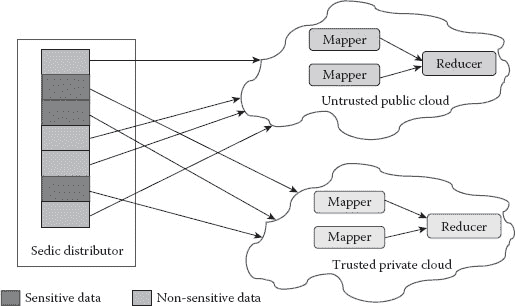 Mapper
Mapper
Reducer
Untrusted public cloud
Mapper
Mapper
Reducer
Trusted private cloud
Sedic distributor
Sensitive data
Non-sensitive data